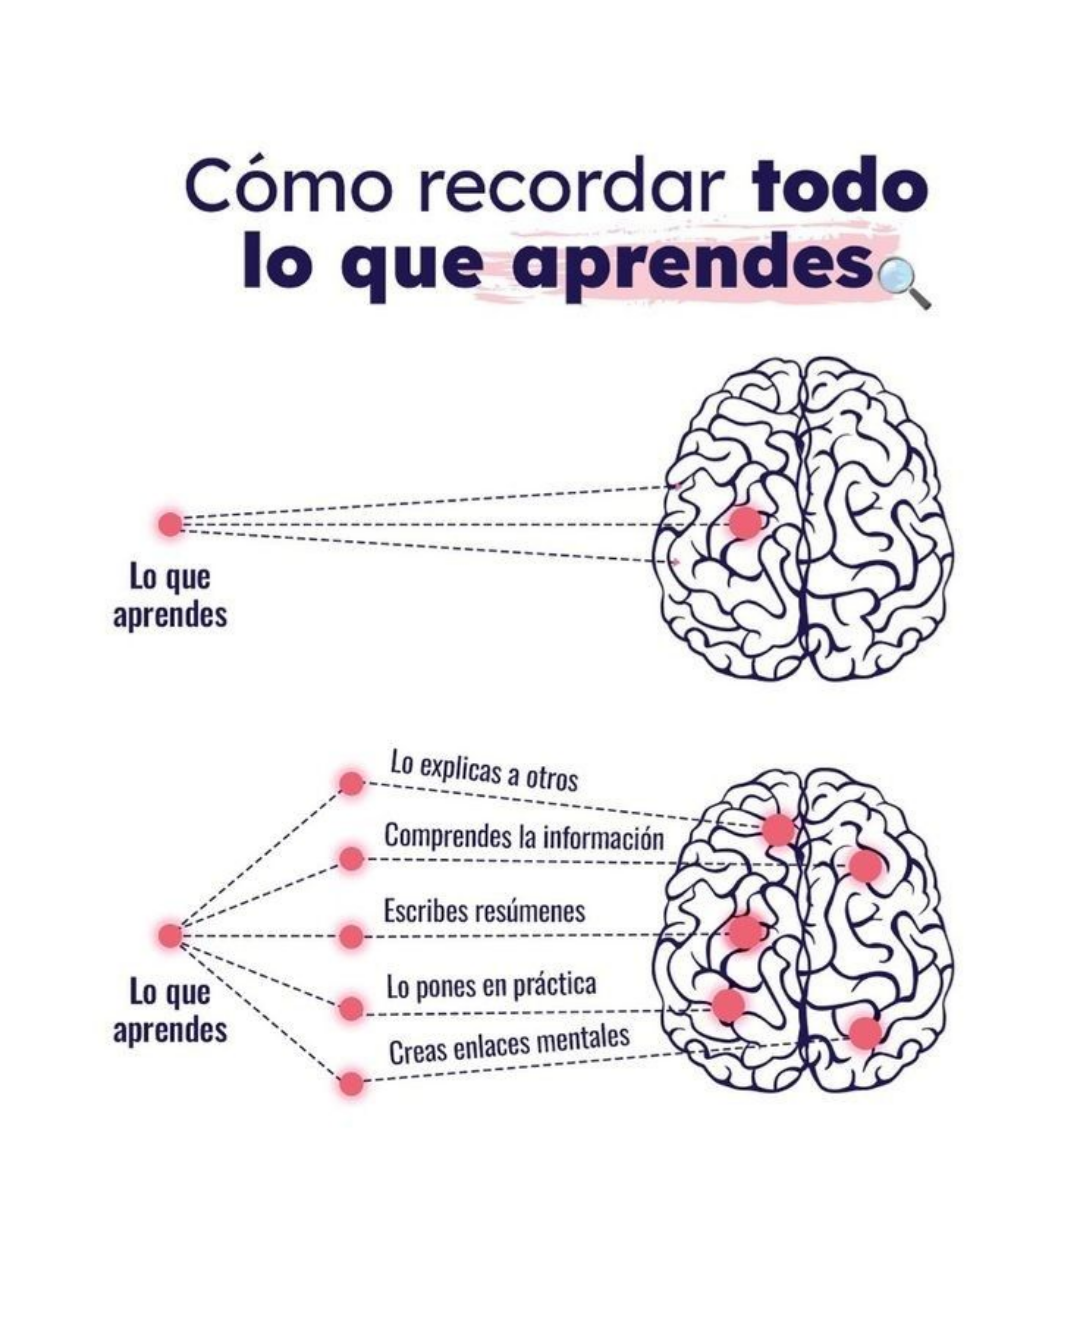 Cómo recordar todo
lo que aprendes
Lo que
aprendes
Lo explicas a otros
Comprendes la información
Escribes resúmenes
Lo pones en práctica
Creas enlaces mentales
Lo que
aprendes